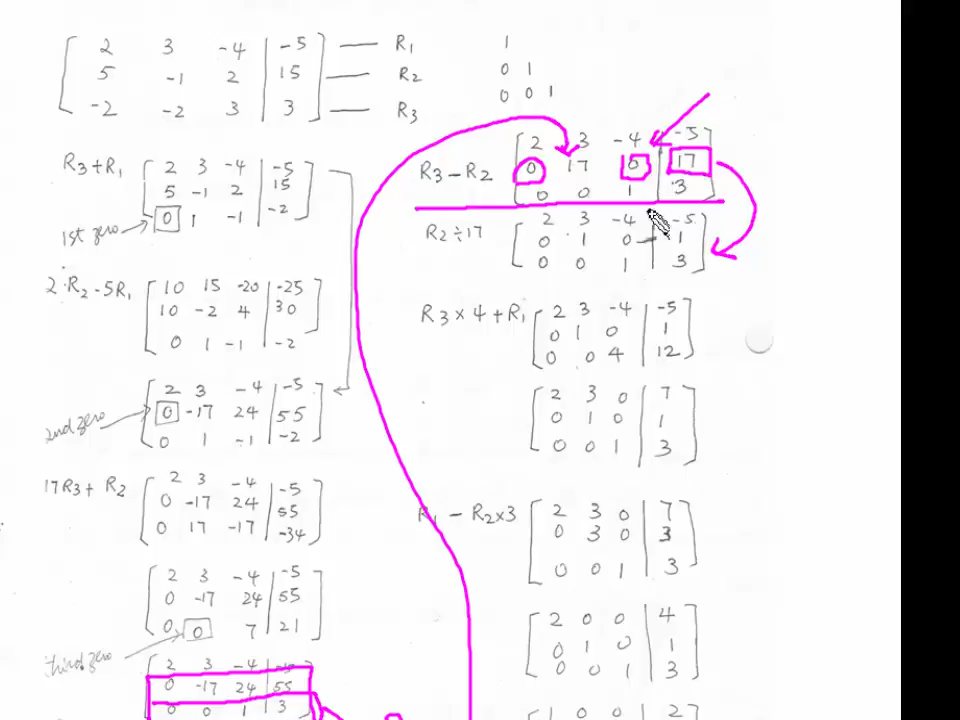 2 3 -4 | -5 — R1
5 -1 2 | 15 — R2
-2 -2 3 | 3 — R3
1
0 1
0 0 1
R3+R1
2 3 -4 | -5
5 -1 2 | 15
0 1 -1 | -2
1st zero
2·R2-5R1
10 15 -20 | -25
10 -2 4 | 30
0 1 -1 | -2
2 3 -4 | -5
0 -17 24 | 55
0 1 -1 | -2
2nd zero
17R3+R2
2 3 -4 | -5
0 -17 24 | 55
0 17 -17 | -34
2 3 -4 | -5
0 -17 24 | 55
0 0 7 | 21
third zero
2 3 -4 | -5
0 -17 24 | 55
0 0 1 | 3
R3-R2
2 3 -4 | -5
0 17 0 | 17
0 0 1 | 3
R2÷17
2 3 -4 | -5
0 1 0 | 1
0 0 1 | 3
R3×4+R1
2 3 -4 | -5
0 1 0 | 1
0 0 4 | 12
2 3 0 | 7
0 1 0 | 1
0 0 1 | 3
R1-R2×3
2 3 0 | 7
0 3 0 | 3
0 0 1 | 3
2 0 0 | 4
0 1 0 | 1
0 0 1 | 3
1 0 0 | 2